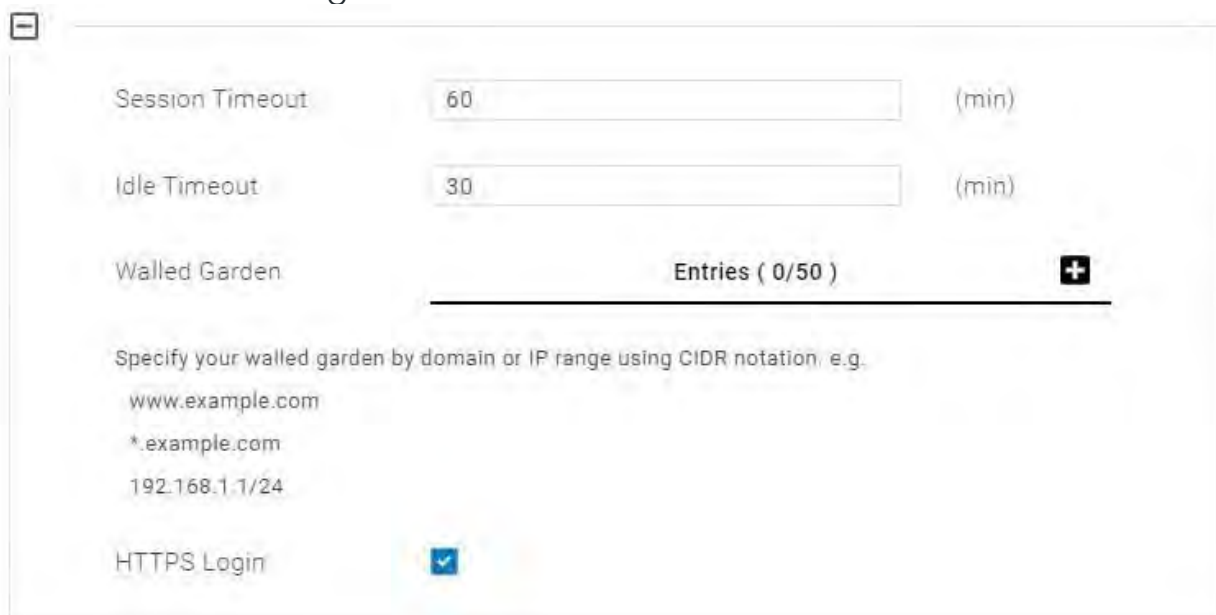 Session Timeout 60 (min)
Idle Timeout 30 (min)
Walled Garden Entries ( 0/50 )
Specify your walled garden by domain or IP range using CIDR notation. e.g.
www.example.com
*.example.com
192.168.1.1/24
HTTPS Login